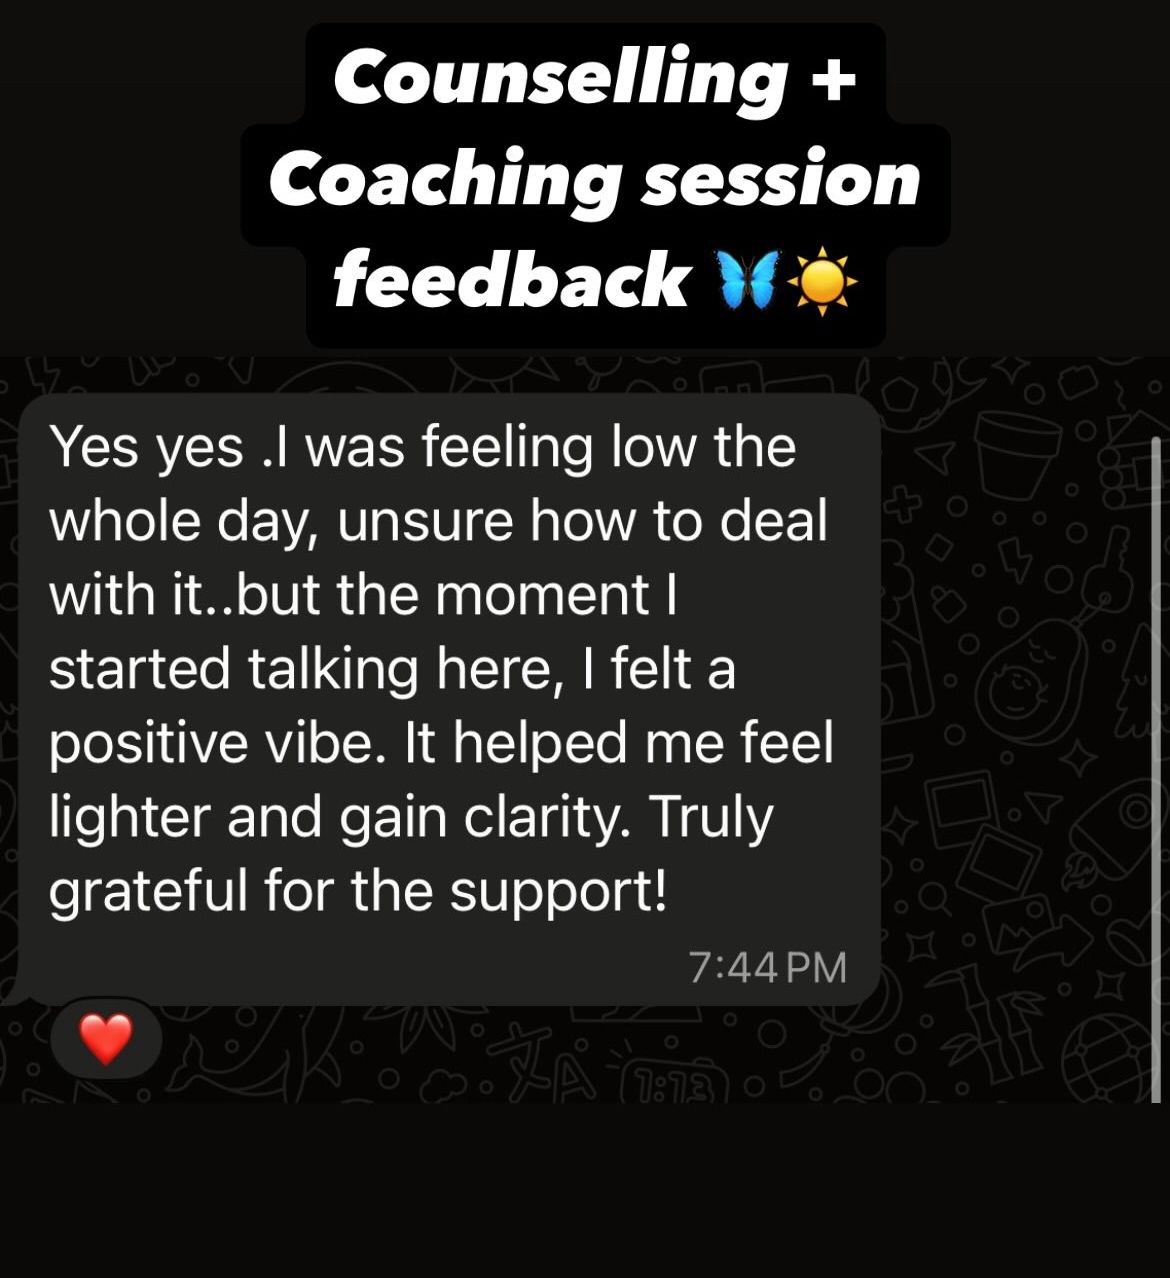 Counselling +
Coaching session
feedback 🦋☀️
Yes yes .I was feeling low the
whole day, unsure how to deal
with it..but the moment I
started talking here, I felt a
positive vibe. It helped me feel
lighter and gain clarity. Truly
grateful for the support!
7:44 PM
❤️